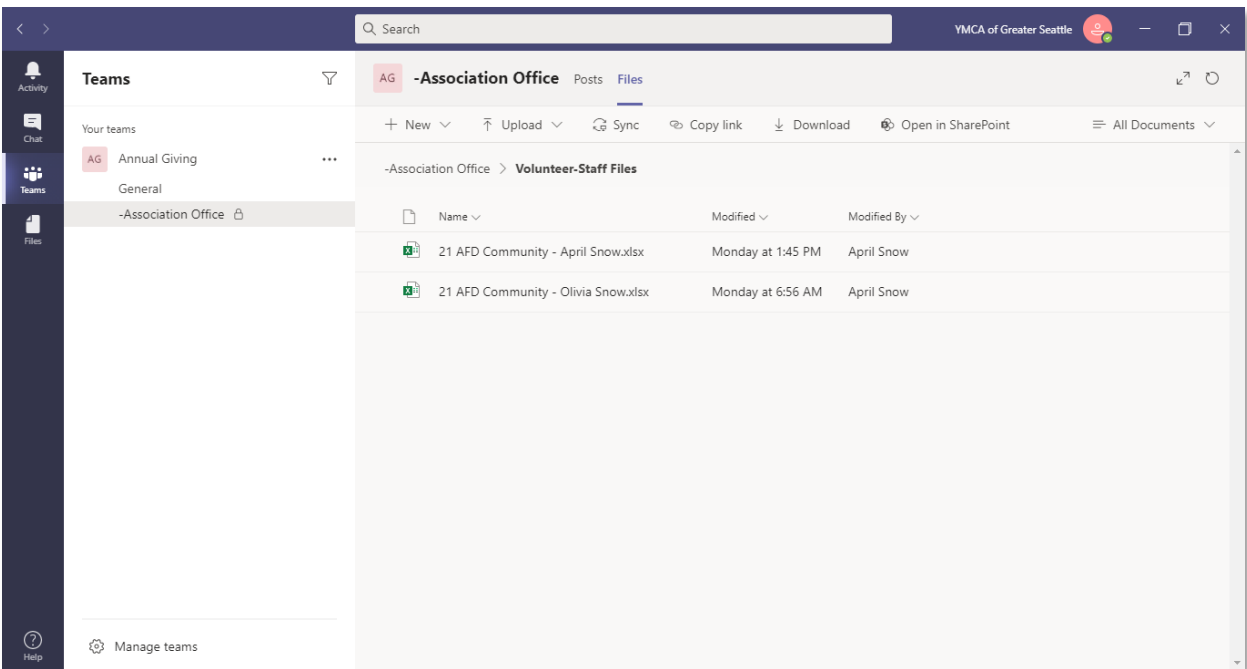 Search
YMCA of Greater Seattle
Activity
Chat
Teams
Files
Help
Teams
Your teams
AG Annual Giving
General
-Association Office
Manage teams
AG -Association Office Posts Files
New Upload Sync Copy link Download Open in SharePoint All Documents
-Association Office > Volunteer-Staff Files
Name Modified Modified By
21 AFD Community - April Snow.xlsx Monday at 1:45 PM April Snow
21 AFD Community - Olivia Snow.xlsx Monday at 6:56 AM April Snow